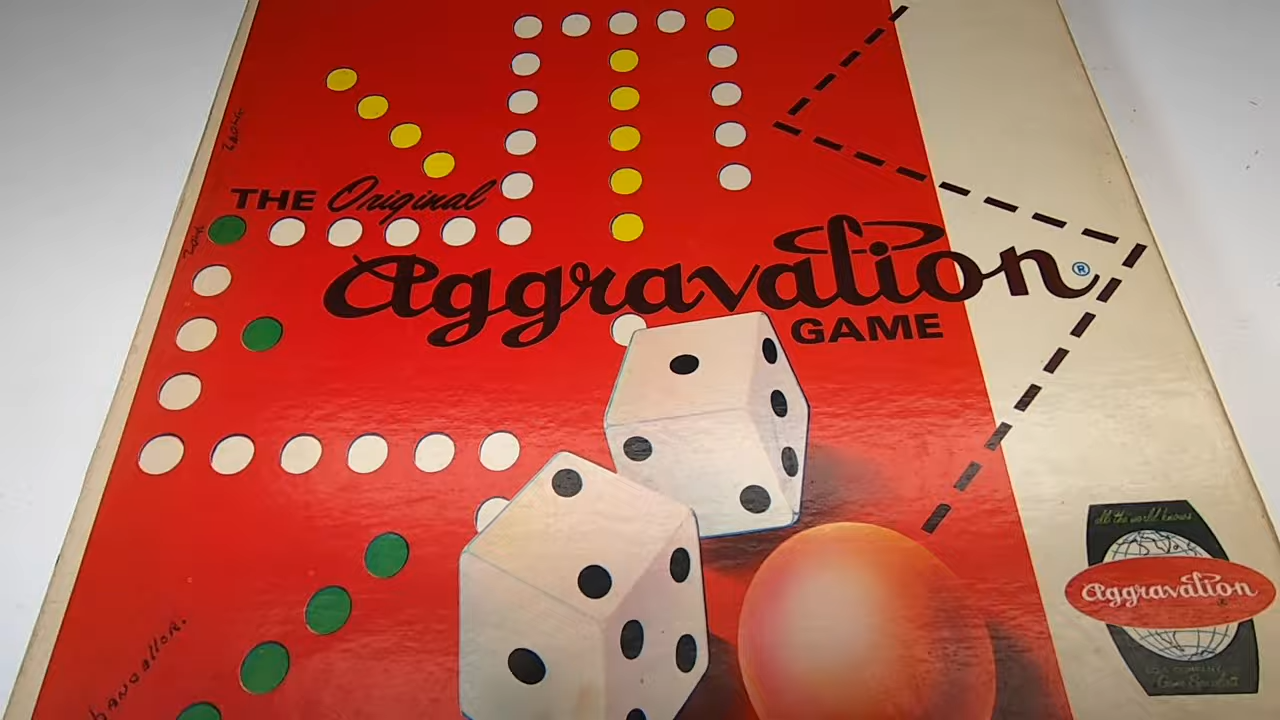 THE Original
Aggravation®
GAME
all the world knows
Aggravation